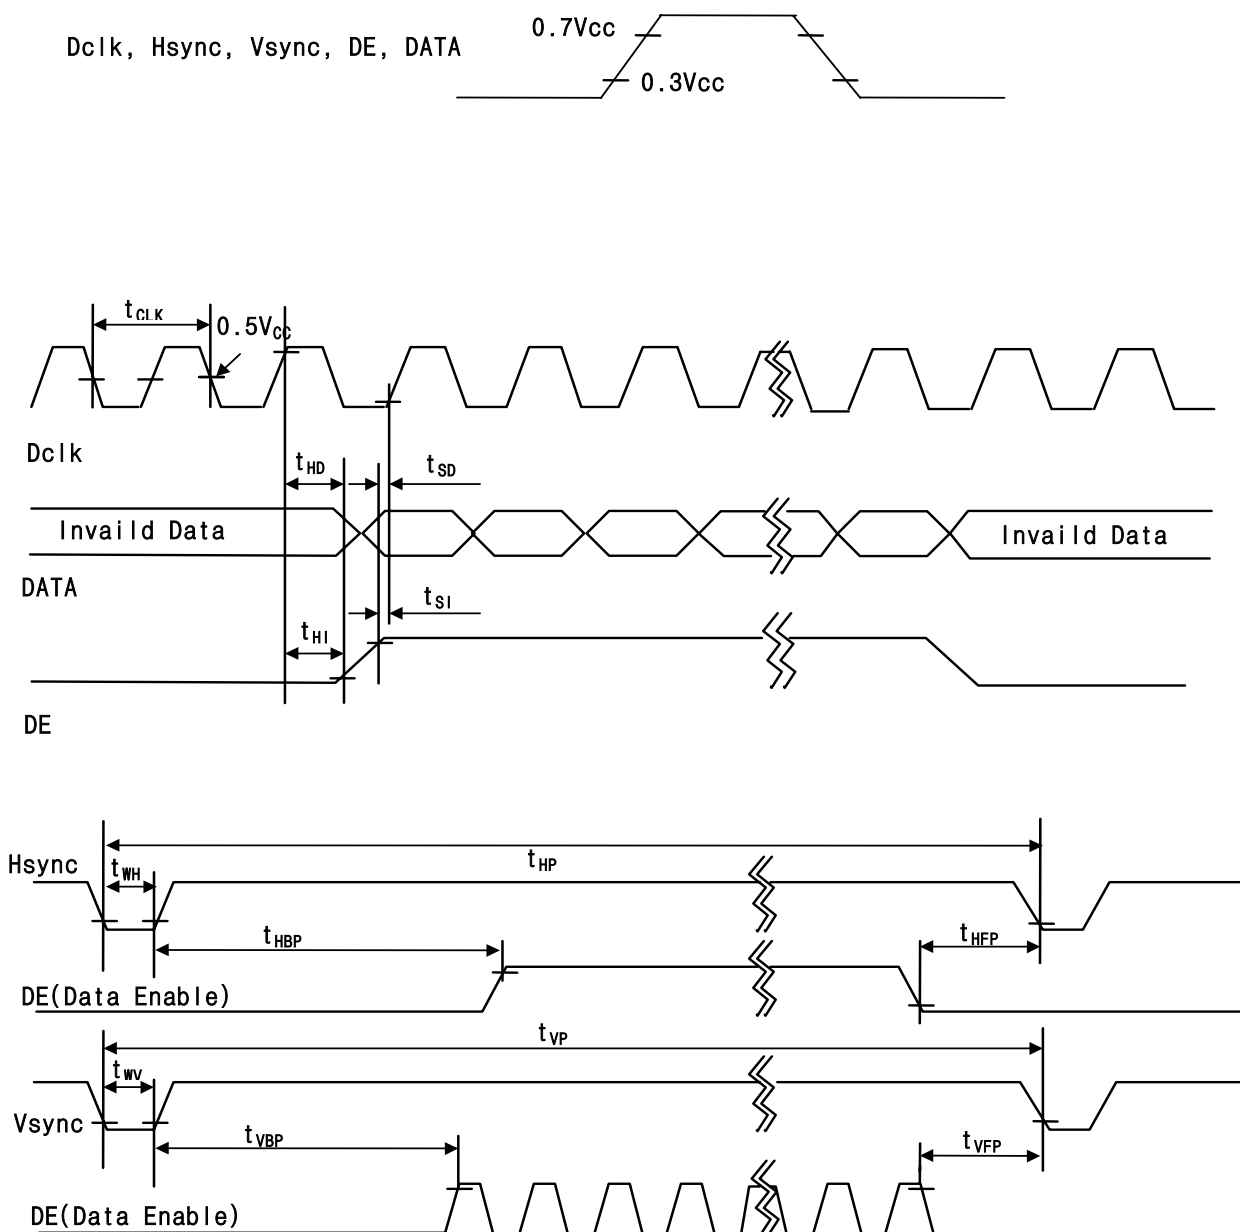 Dclk, Hsync, Vsync, DE, DATA
0.7Vcc
0.3Vcc
tCLK
0.5VCC
Dclk
tHD
tSD
Invaild Data
Invaild Data
DATA
tSI
tHI
DE
Hsync
tWH
tHP
tHBP
tHFP
DE(Data Enable)
tVP
tWV
Vsync
tVBP
tVFP
DE(Data Enable)